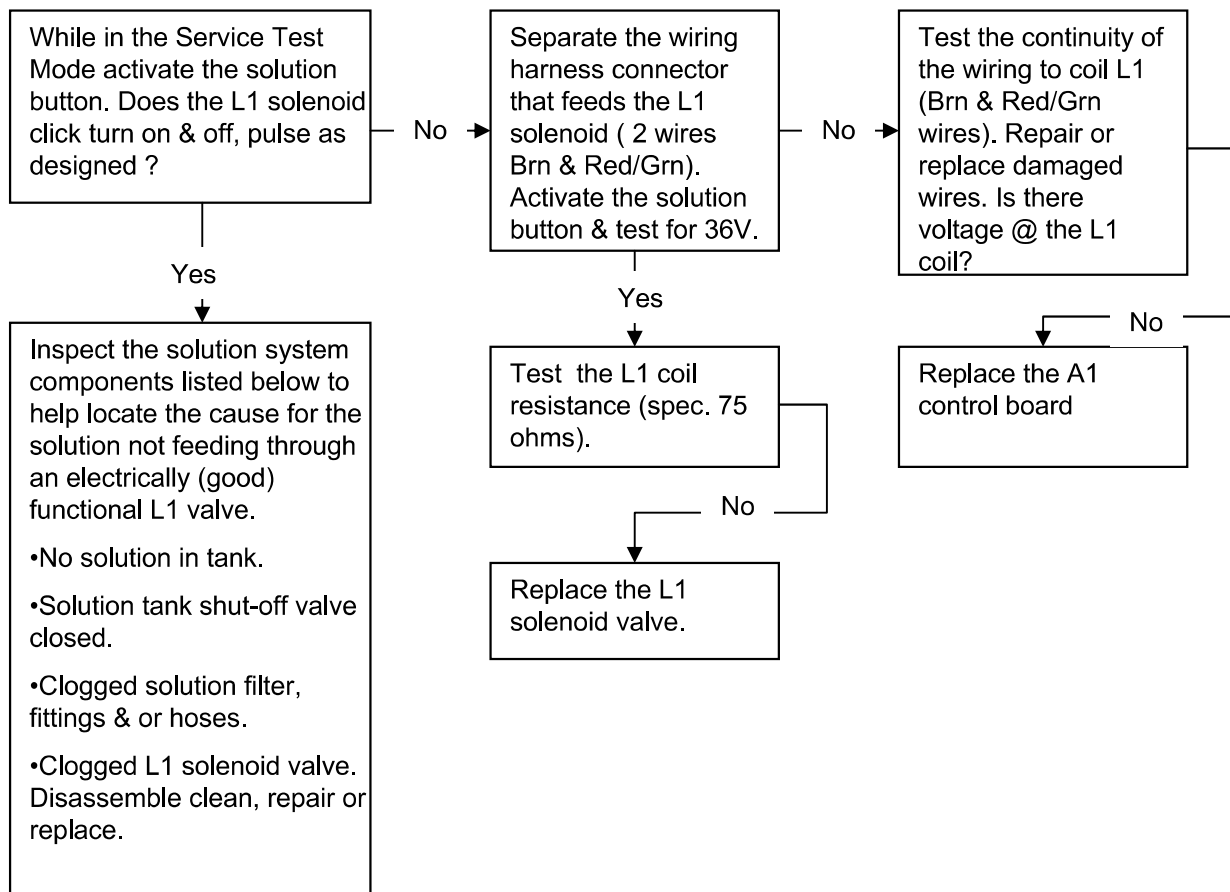 While in the Service Test
Mode activate the solution
button. Does the L1 solenoid
click turn on & off, pulse as
designed ?
No
Separate the wiring
harness connector
that feeds the L1
solenoid ( 2 wires
Brn & Red/Grn).
Activate the solution
button & test for 36V.
No
Test the continuity of
the wiring to coil L1
(Brn & Red/Grn
wires). Repair or
replace damaged
wires. Is there
voltage @ the L1
coil?
Yes
Inspect the solution system
components listed below to
help locate the cause for the
solution not feeding through
an electrically (good)
functional L1 valve.
•No solution in tank.
•Solution tank shut-off valve
closed.
•Clogged solution filter,
fittings & or hoses.
•Clogged L1 solenoid valve.
Disassemble clean, repair or
replace.
Yes
Test  the L1 coil
resistance (spec. 75
ohms).
No
Replace the L1
solenoid valve.
No
Replace the A1
control board